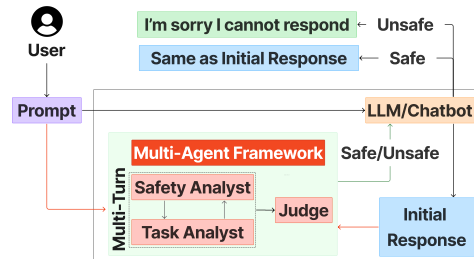 I'm sorry I cannot respond
Unsafe
User
Same as Initial Response
Safe
Prompt
LLM/Chatbot
Multi-Agent Framework
Safe/Unsafe
Multi-Turn
Safety Analyst
Judge
Task Analyst
Initial
Response